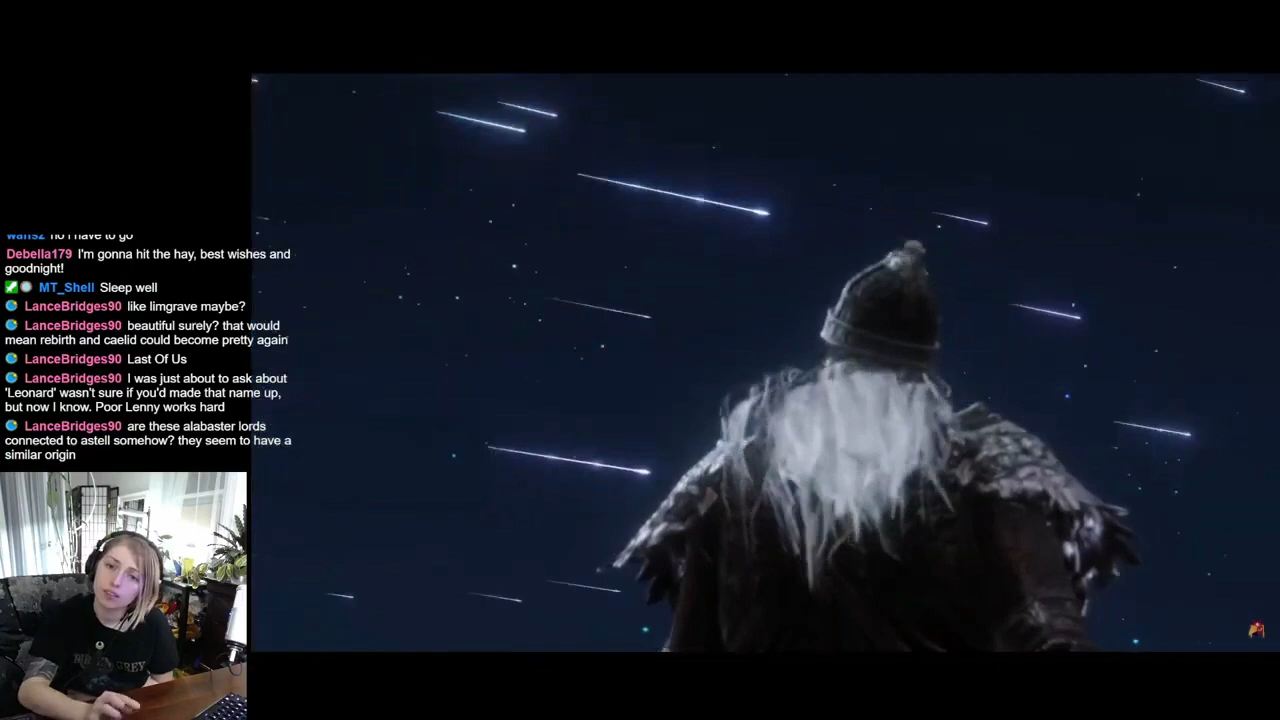 no i have to go
Debella179 I'm gonna hit the hay, best wishes and
goodnight!
MT_Shell Sleep well
LanceBridges90 like limgrave maybe?
LanceBridges90 beautiful surely? that would
mean rebirth and caelid could become pretty again
LanceBridges90 Last Of Us
LanceBridges90 I was just about to ask about
'Leonard' wasn't sure if you'd made that name up,
but now I know. Poor Lenny works hard
LanceBridges90 are these alabaster lords
connected to astell somehow? they seem to have a
similar origin